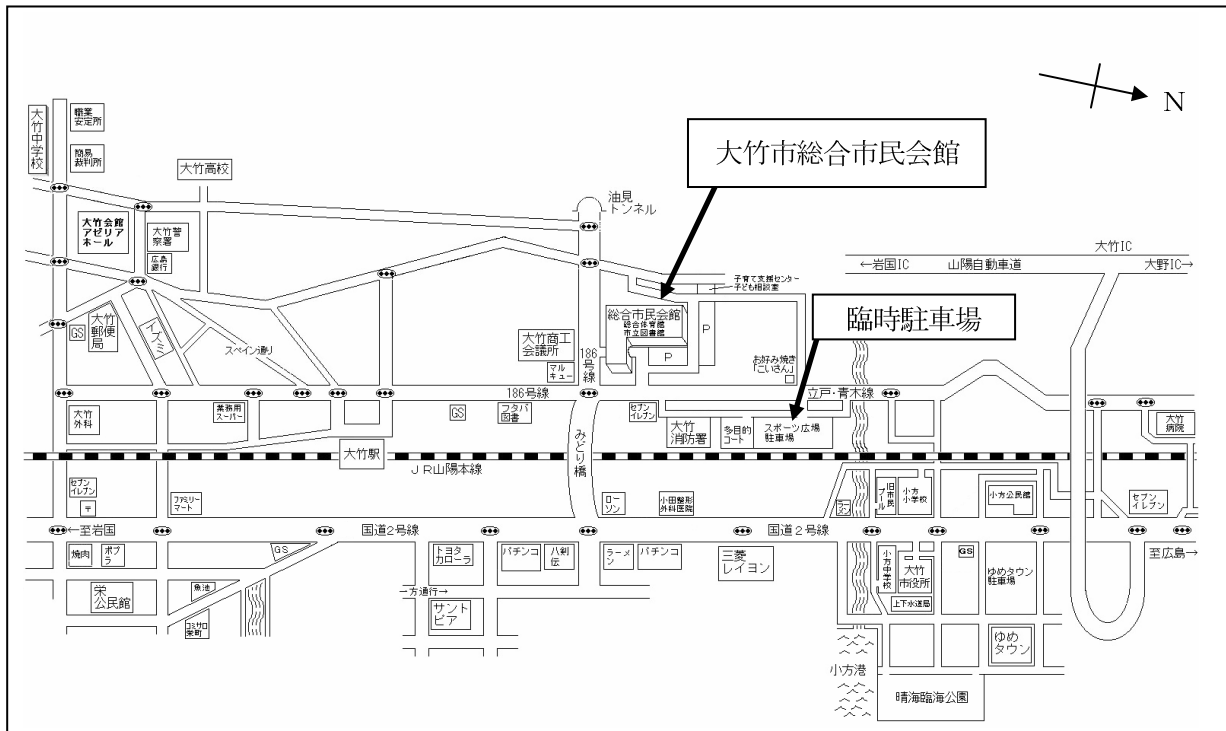 N
大竹市総合市民会館
臨時駐車場
大竹中学校
職業
安定所
簡易
裁判所
大竹高校
大竹会館
アゼリア
ホール
大竹警
察署
広島
銀行
油見
トンネル
大竹IC
←岩国IC
山陽自動車道
大野IC→
子育て支援センター
子ども相談室
総合市民会館
総合体育館
市立図書館
P
P
お好み焼き
「こいさん」
大竹商工
会議所
マル
キュー
186号線
GS
大竹
郵便
局
イズミ
スペイン通り
186号線
立戸・青木線
大竹
外科
業務用
スーパー
GS
フタバ
図書
セブン
イレブン
大竹
消防署
多目的
コート
スポーツ広場
駐車場
大竹
病院
みどり橋
大竹駅
JR山陽本線
セブン
イレブン
〒
ファミリー
マート
ロー
ソン
小田整形
外科医院
ラー
メン
旧市民
プール
小方
小学校
小方公民館
セブン
イレブン
←至岩国
国道2号線
国道2号線
至広島→
焼肉
ポプ
ラ
GS
トヨタ
カローラ
パチンコ
八剣
伝
ラーメ
ン
パチンコ
三菱
レイヨン
小方中学校
大竹
市役所
GS
ゆめタウン
駐車場
栄
公民館
魚池
コミサロ
栄町
→方通行→
サント
ピア
上下水道局
小方港
ゆめ
タウン
晴海臨海公園